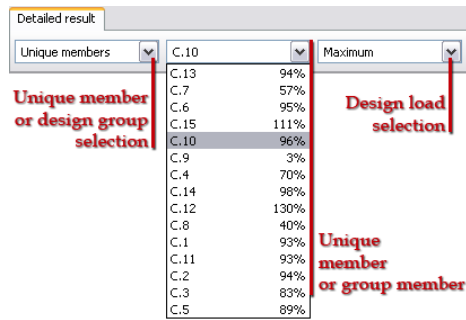 Detailed result
Unique members C.10 Maximum
C.13 94%
C.7 57%
C.6 95%
C.15 111%
C.10 96%
C.9 3%
C.4 70%
C.14 98%
C.12 130%
C.8 40%
C.1 93%
C.11 93%
C.2 94%
C.3 83%
C.5 89%
Unique member
or design group
selection
Design load
selection
Unique
member
or group member